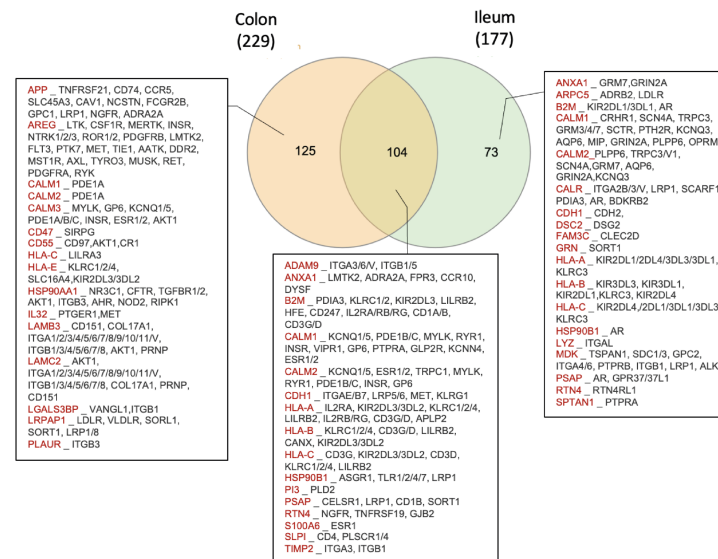 Colon
(229)
Ileum
(177)
125
104
73
APP _ TNFRSF21, CD74, CCR5,
SLC45A3, CAV1, NCSTN, FCGR2B,
GPC1, LRP1, NGFR, ADRA2A
AREG _ LTK, CSF1R, MERTK, INSR,
NTRK1/2/3, ROR1/2, PDGFRB, LMTK2,
FLT3, PTK7, MET, TIE1, AATK, DDR2,
MST1R, AXL, TYRO3, MUSK, RET,
PDGFRA, RYK
CALM1 _ PDE1A
CALM2 _ PDE1A
CALM3 _ MYLK, GP6, KCNQ1/5,
PDE1A/B/C, INSR, ESR1/2, AKT1
CD47 _ SIRPG
CD55 _ CD97,AKT1,CR1
HLA-C _ LILRA3
HLA-E _ KLRC1/2/4,
SLC16A4,KIR2DL3/3DL2
HSP90AA1 _ NR3C1, CFTR, TGFBR1/2,
AKT1, ITGB3, AHR, NOD2, RIPK1
IL32 _ PTGER1,MET
LAMB3 _ CD151, COL17A1,
ITGA1/2/3/4/5/6/7/8/9/10/11/V,
ITGB1/3/4/5/6/7/8, AKT1, PRNP
LAMC2 _ AKT1,
ITGA1/2/3/4/5/6/7/8/9/10/11/V,
ITGB1/3/4/5/6/7/8, COL17A1, PRNP,
CD151
LGALS3BP _ VANGL1,ITGB1
LRPAP1 _ LDLR, VLDLR, SORL1,
SORT1, LRP1/8
PLAUR _ ITGB3
ADAM9 _ ITGA3/6/V, ITGB1/5
ANXA1 _ LMTK2, ADRA2A, FPR3, CCR10,
DYSF
B2M _ PDIA3, KLRC1/2, KIR2DL3, LILRB2,
HFE, CD247, IL2RA/RB/RG, CD1A/B,
CD3G/D
CALM1 _ KCNQ1/5, PDE1B/C, MYLK, RYR1,
INSR, VIPR1, GP6, PTPRA, GLP2R, KCNN4,
ESR1/2
CALM2 _ KCNQ1/5, ESR1/2, TRPC1, MYLK,
RYR1, PDE1B/C, INSR, GP6
CDH1 _ ITGAE/B7, LRP5/6, MET, KLRG1
HLA-A _ IL2RA, KIR2DL3/3DL2, KLRC1/2/4,
LILRB2, IL2RB/RG, CD3G/D, APLP2
HLA-B _ KLRC1/2/4, CD3G/D, LILRB2,
CANX, KIR2DL3/3DL2
HLA-C _ CD3G, KIR2DL3/3DL2, CD3D,
KLRC1/2/4, LILRB2
HSP90B1 _ ASGR1, TLR1/2/4/7, LRP1
PI3 _ PLD2
PSAP _ CELSR1, LRP1, CD1B, SORT1
RTN4 _ NGFR, TNFRSF19, GJB2
S100A6 _ ESR1
SLPI _ CD4, PLSCR1/4
TIMP2 _ ITGA3, ITGB1
ANXA1 _ GRM7,GRIN2A
ARPC5 _ ADRB2, LDLR
B2M _ KIR2DL1/3DL1, AR
CALM1 _ CRHR1, SCN4A, TRPC3,
GRM3/4/7, SCTR, PTH2R, KCNQ3,
AQP6, MIP, GRIN2A, PLPP6, OPRM
CALM2_PLPP6, TRPC3/V1,
SCN4A,GRM7, AQP6,
GRIN2A,KCNQ3
CALR _ ITGA2B/3/V, LRP1, SCARF1
PDIA3, AR, BDKRB2
CDH1 _ CDH2,
DSC2 _ DSG2
FAM3C _ CLEC2D
GRN _ SORT1
HLA-A _ KIR2DL1/2DL4/3DL3/3DL1,
KLRC3
HLA-B _ KIR3DL3, KIR3DL1,
KIR2DL1,KLRC3, KIR2DL4
HLA-C _ KIR2DL4,/2DL1/3DL1/3DL3
KLRC3
HSP90B1 _ AR
LYZ _ ITGAL
MDK _ TSPAN1, SDC1/3, GPC2,
ITGA4/6, PTPRB, ITGB1, LRP1, ALK
PSAP _ AR, GPR37/37L1
RTN4 _ RTN4RL1
SPTAN1 _ PTPRA